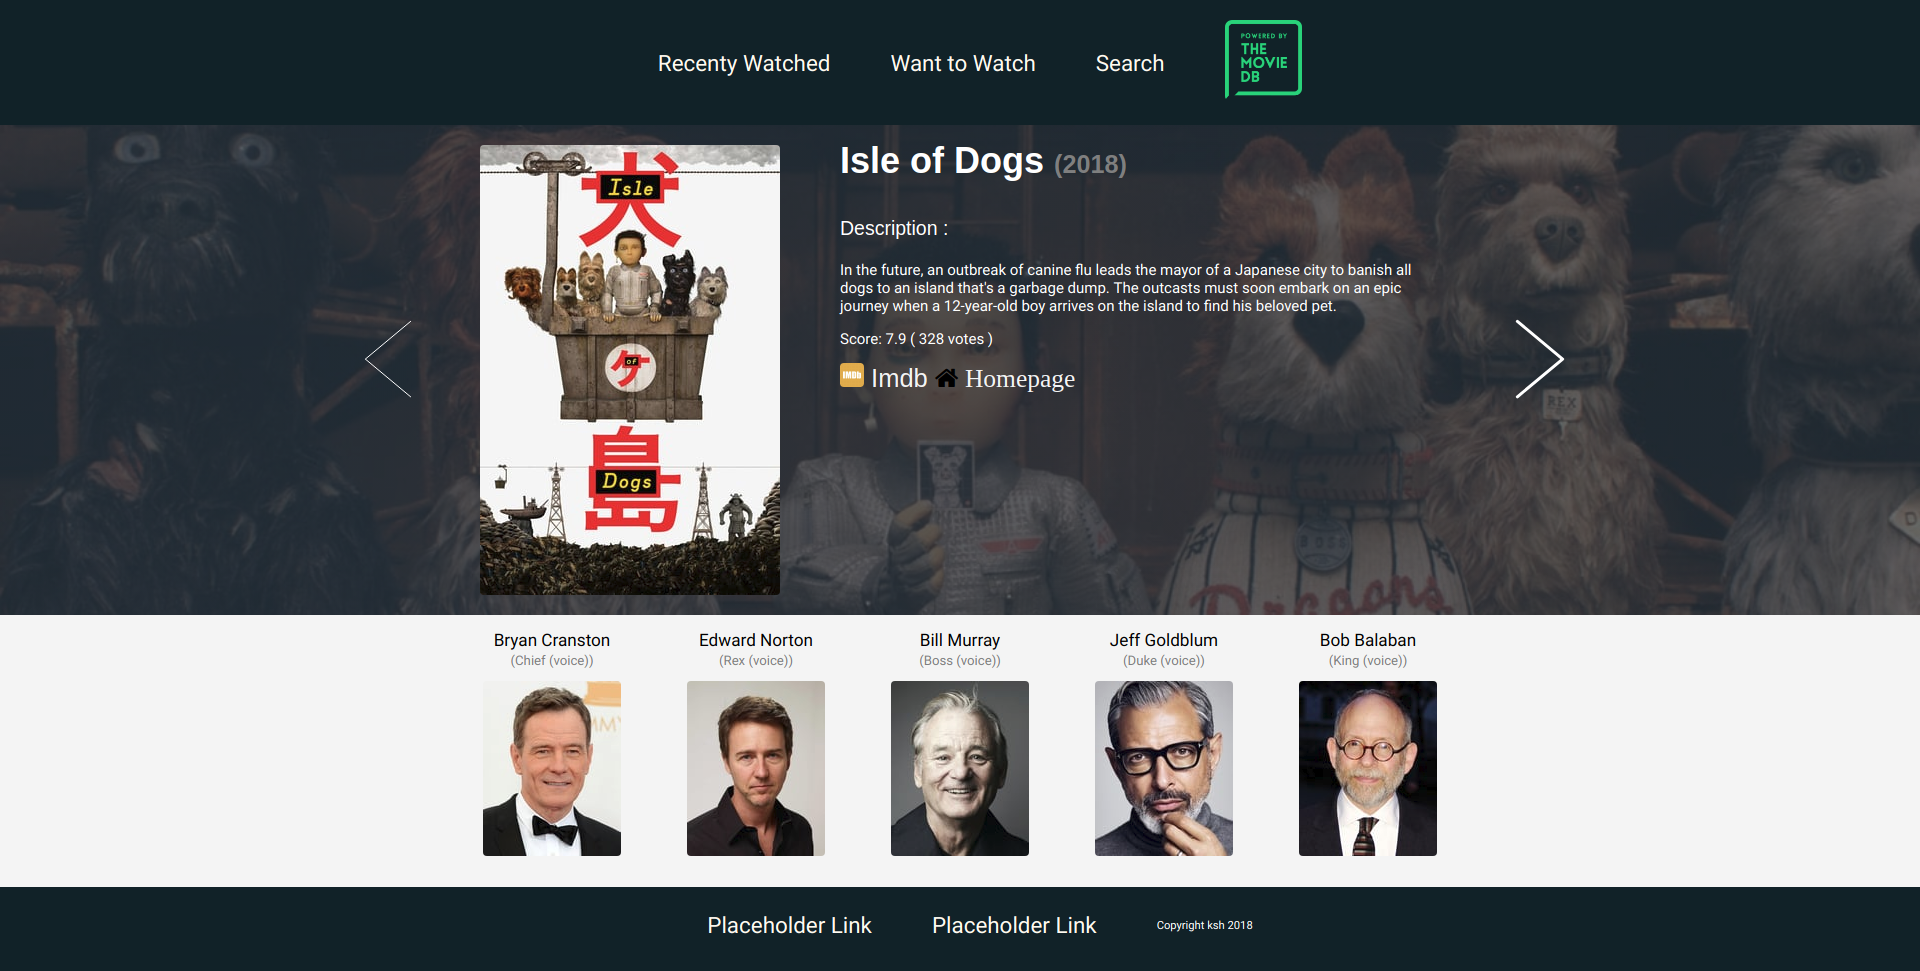 Recenty Watched
Want to Watch
Search
POWERED BY
THE
MOVIE
DB
犬
Isle
of
ケ
島
Dogs
Isle of Dogs (2018)
Description :
In the future, an outbreak of canine flu leads the mayor of a Japanese city to banish all
dogs to an island that's a garbage dump. The outcasts must soon embark on an epic
journey when a 12-year-old boy arrives on the island to find his beloved pet.
Score: 7.9 ( 328 votes )
IMDb Imdb Homepage
REX
BOSS
Dragons
D
Bryan Cranston
(Chief (voice))
Edward Norton
(Rex (voice))
Bill Murray
(Boss (voice))
Jeff Goldblum
(Duke (voice))
Bob Balaban
(King (voice))
MMY
Placeholder Link
Placeholder Link
Copyright ksh 2018